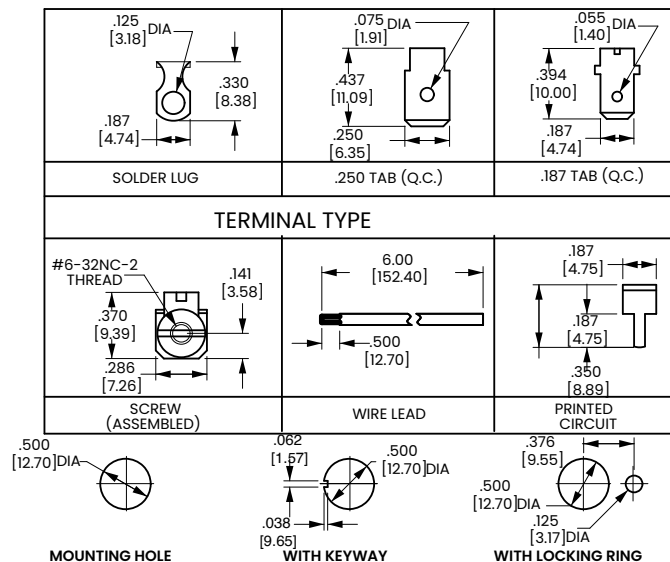 .125
[3.18]
DIA
.330
[8.38]
.187
[4.74]
SOLDER LUG
.075
[1.91]
DIA
.437
[11.09]
.250
[6.35]
.250 TAB (Q.C.)
.055
[1.40]
DIA
.394
[10.00]
.187
[4.74]
.187 TAB (Q.C.)
TERMINAL TYPE
#6-32NC-2
THREAD
.141
[3.58]
.370
[9.39]
.286
[7.26]
SCREW
(ASSEMBLED)
6.00
[152.40]
.500
[12.70]
WIRE LEAD
.187
[4.75]
.187
[4.75]
.350
[8.89]
PRINTED
CIRCUIT
.500
[12.70]DIA
MOUNTING HOLE
.062
[1.57]
.500
[12.70]DIA
.038
[9.65]
WITH KEYWAY
.376
[9.55]
.500
[12.70]DIA
.125
[3.17]DIA
WITH LOCKING RING